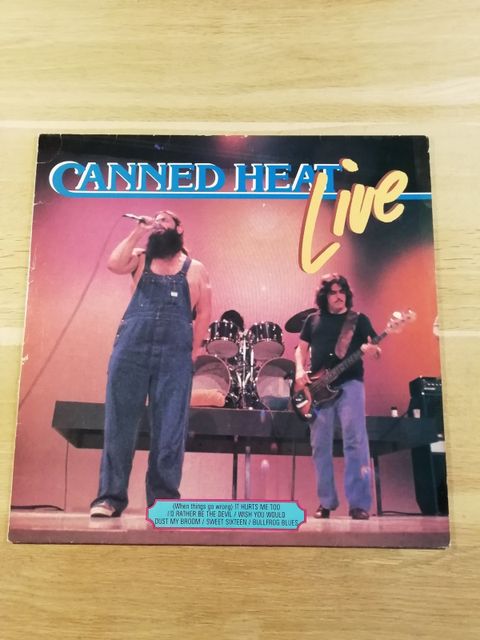 CANNED HEAT
Live
(When things go wrong) IT HURTS ME TOO
I'D RATHER BE THE DEVIL / WISH YOU WOULD
DUST MY BROOM / SWEET SIXTEEN / BULLFROG BLUES